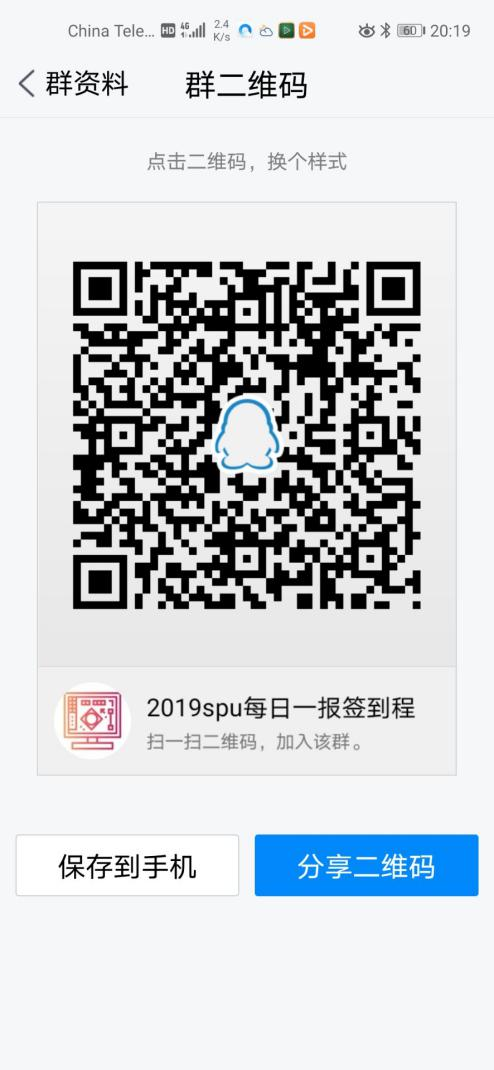 China Tele... HD 4G 2.4 K/s 60 20:19
群资料 群二维码
点击二维码，换个样式
2019spu每日一报签到程
扫一扫二维码，加入该群。
保存到手机 分享二维码